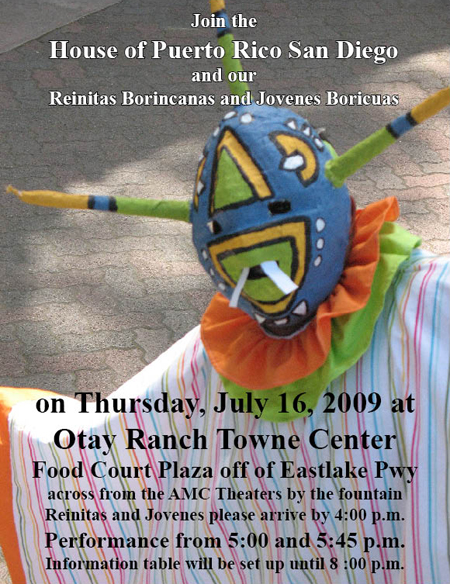 Join the
House of Puerto Rico San Diego
and our
Reinitas Borincanas and Jovenes Boricuas
on Thursday, July 16, 2009 at
Otay Ranch Towne Center
Food Court Plaza off of Eastlake Pwy
across from the AMC Theaters by the fountain
Reinitas and Jovenes please arrive by 4:00 p.m.
Performance from 5:00 and 5:45 p.m.
Information table will be set up until 8 :00 p.m.